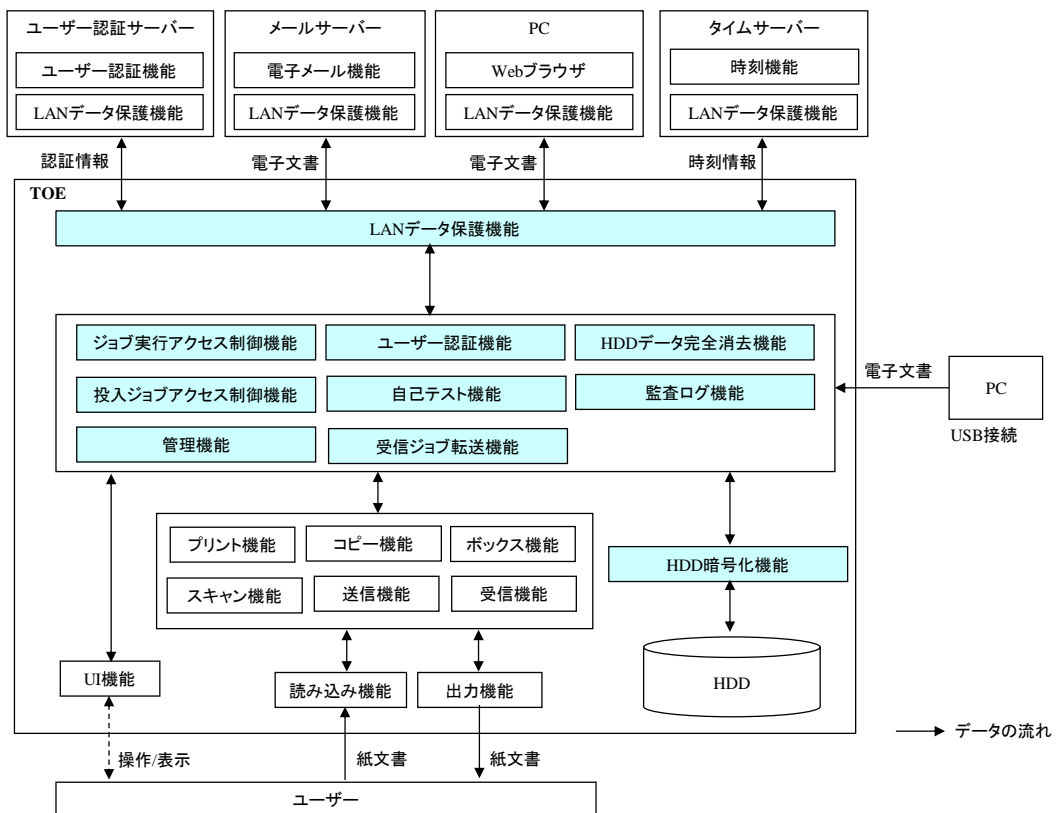 ユーザー認証サーバー
メールサーバー
PC
タイムサーバー
ユーザー認証機能
電子メール機能
Webブラウザ
時刻機能
LANデータ保護機能
LANデータ保護機能
LANデータ保護機能
LANデータ保護機能
認証情報
電子文書
電子文書
時刻情報
TOE
LANデータ保護機能
ジョブ実行アクセス制御機能
ユーザー認証機能
HDDデータ完全消去機能
投入ジョブアクセス制御機能
自己テスト機能
監査ログ機能
管理機能
受信ジョブ転送機能
電子文書
PC
USB接続
プリント機能
コピー機能
ボックス機能
スキャン機能
送信機能
受信機能
HDD暗号化機能
UI機能
読み込み機能
出力機能
HDD
データの流れ
操作/表示
紙文書
紙文書
ユーザー